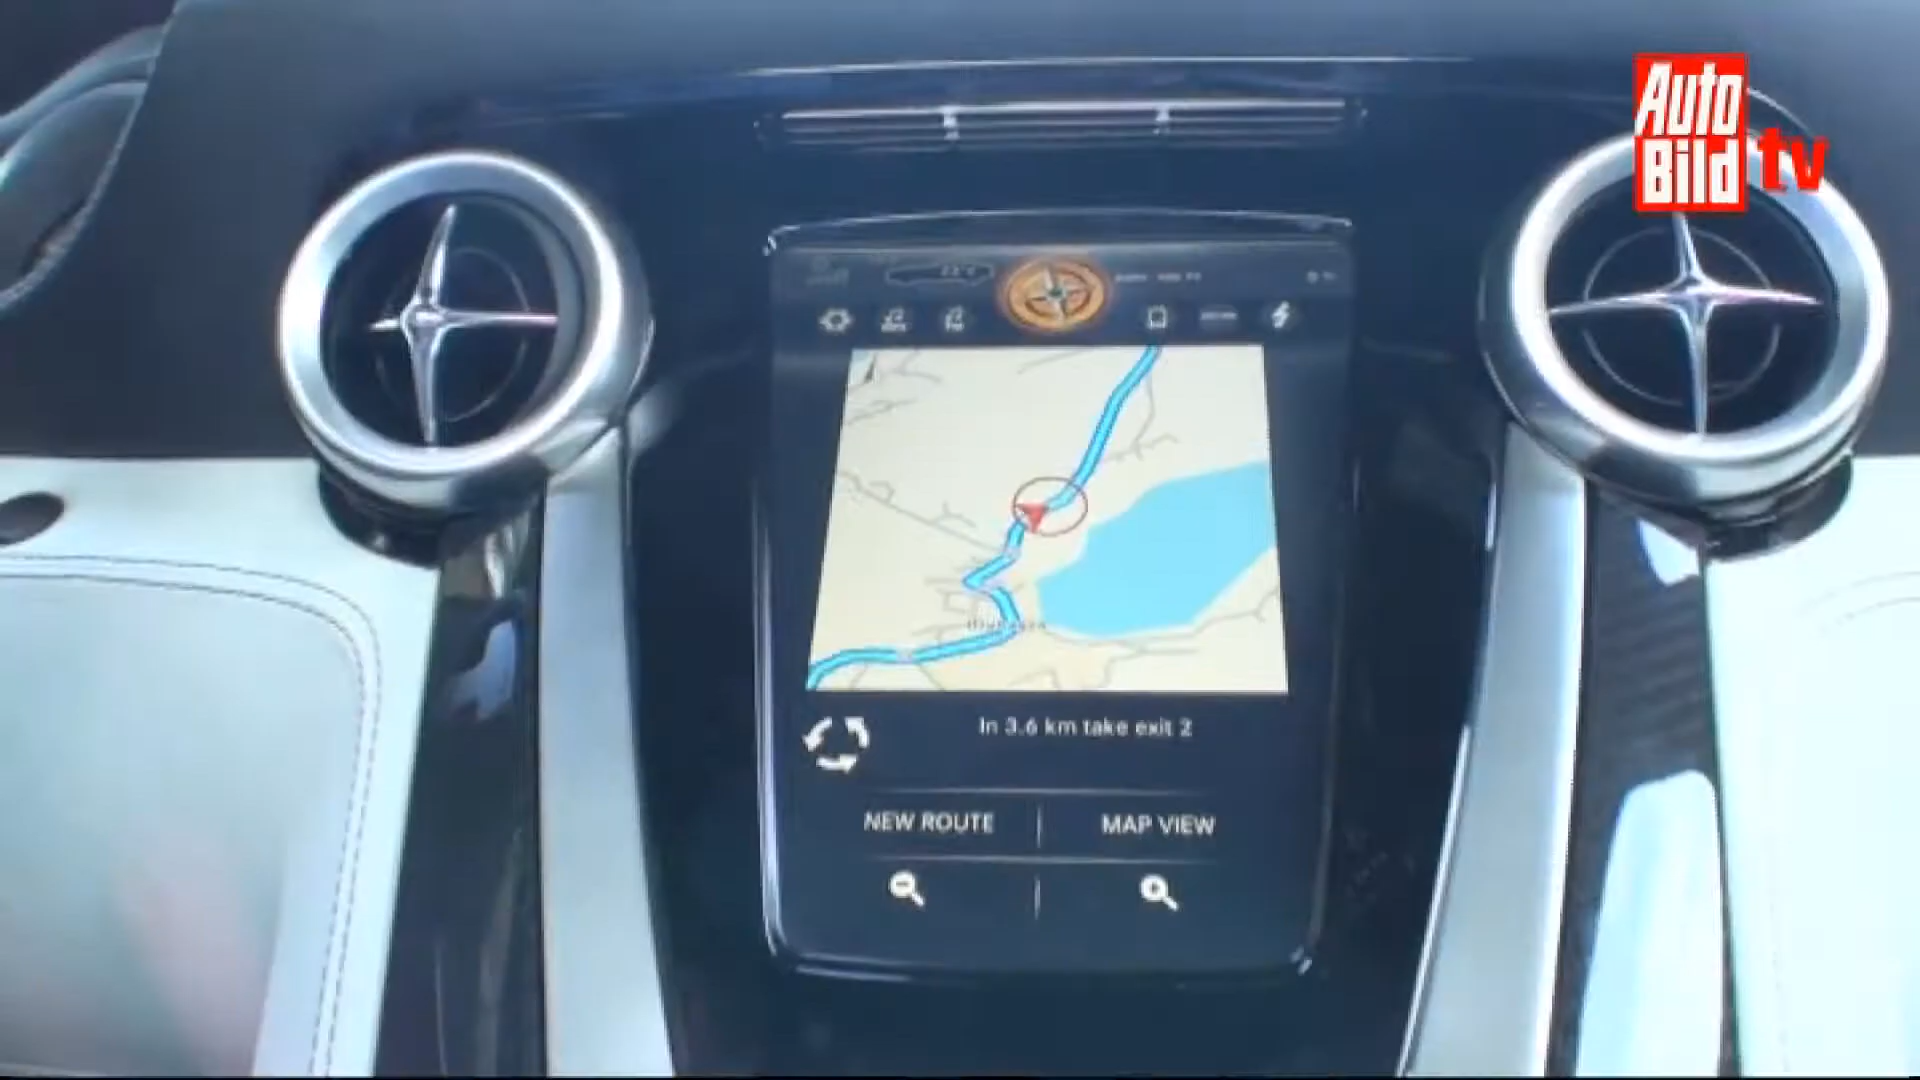 Auto
Bild tv
In 3.6 km take exit 2
NEW ROUTE
MAP VIEW